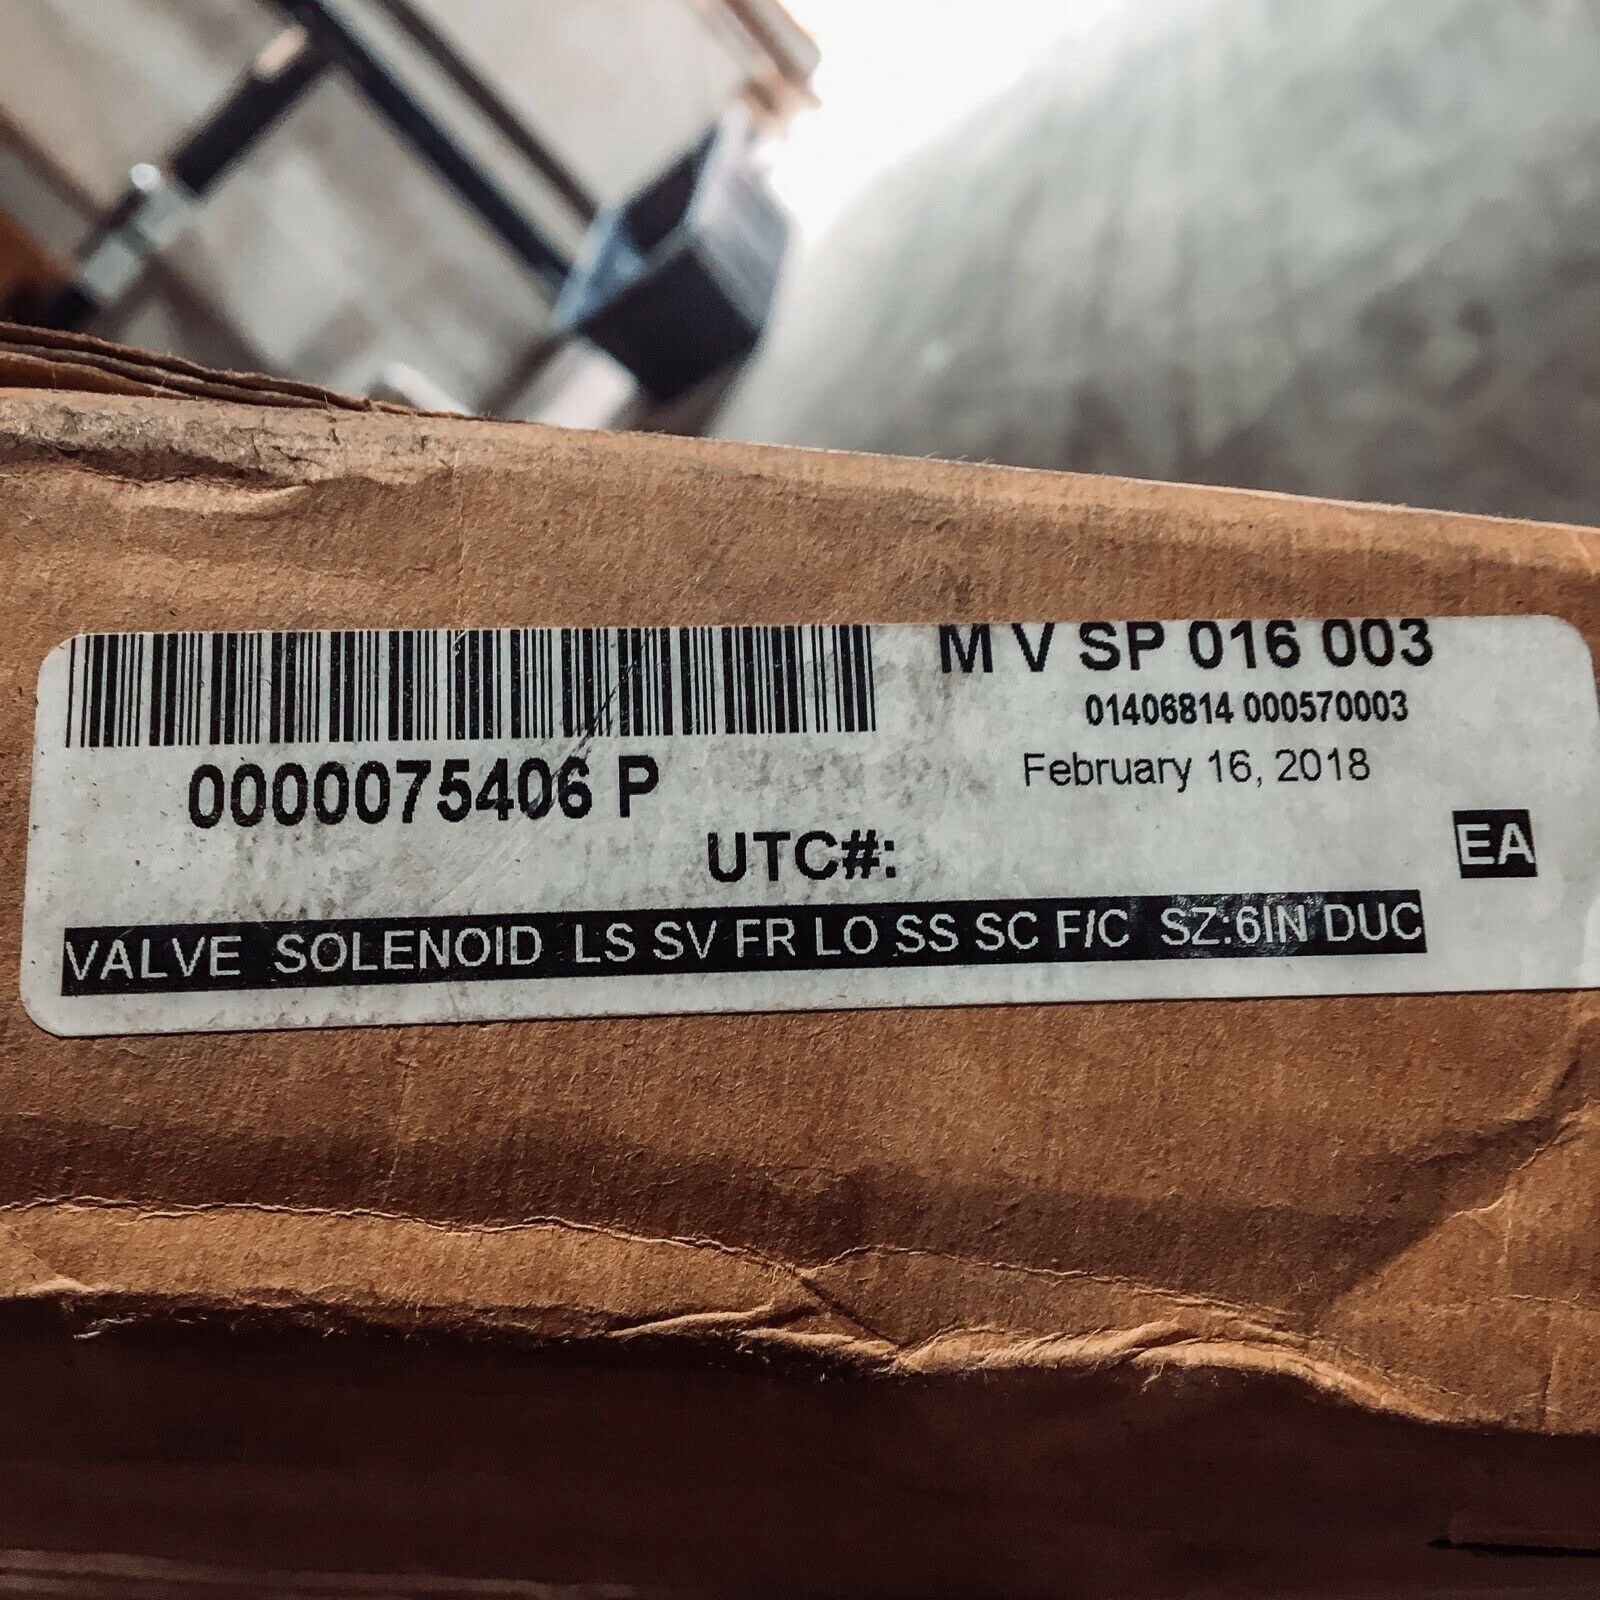 M V SP 016 003
01406814 000570003
0000075406 P
February 16, 2018
UTC#:
EA
VALVE SOLENOID LS SV FR LO SS SC F/C SZ:6IN DUC